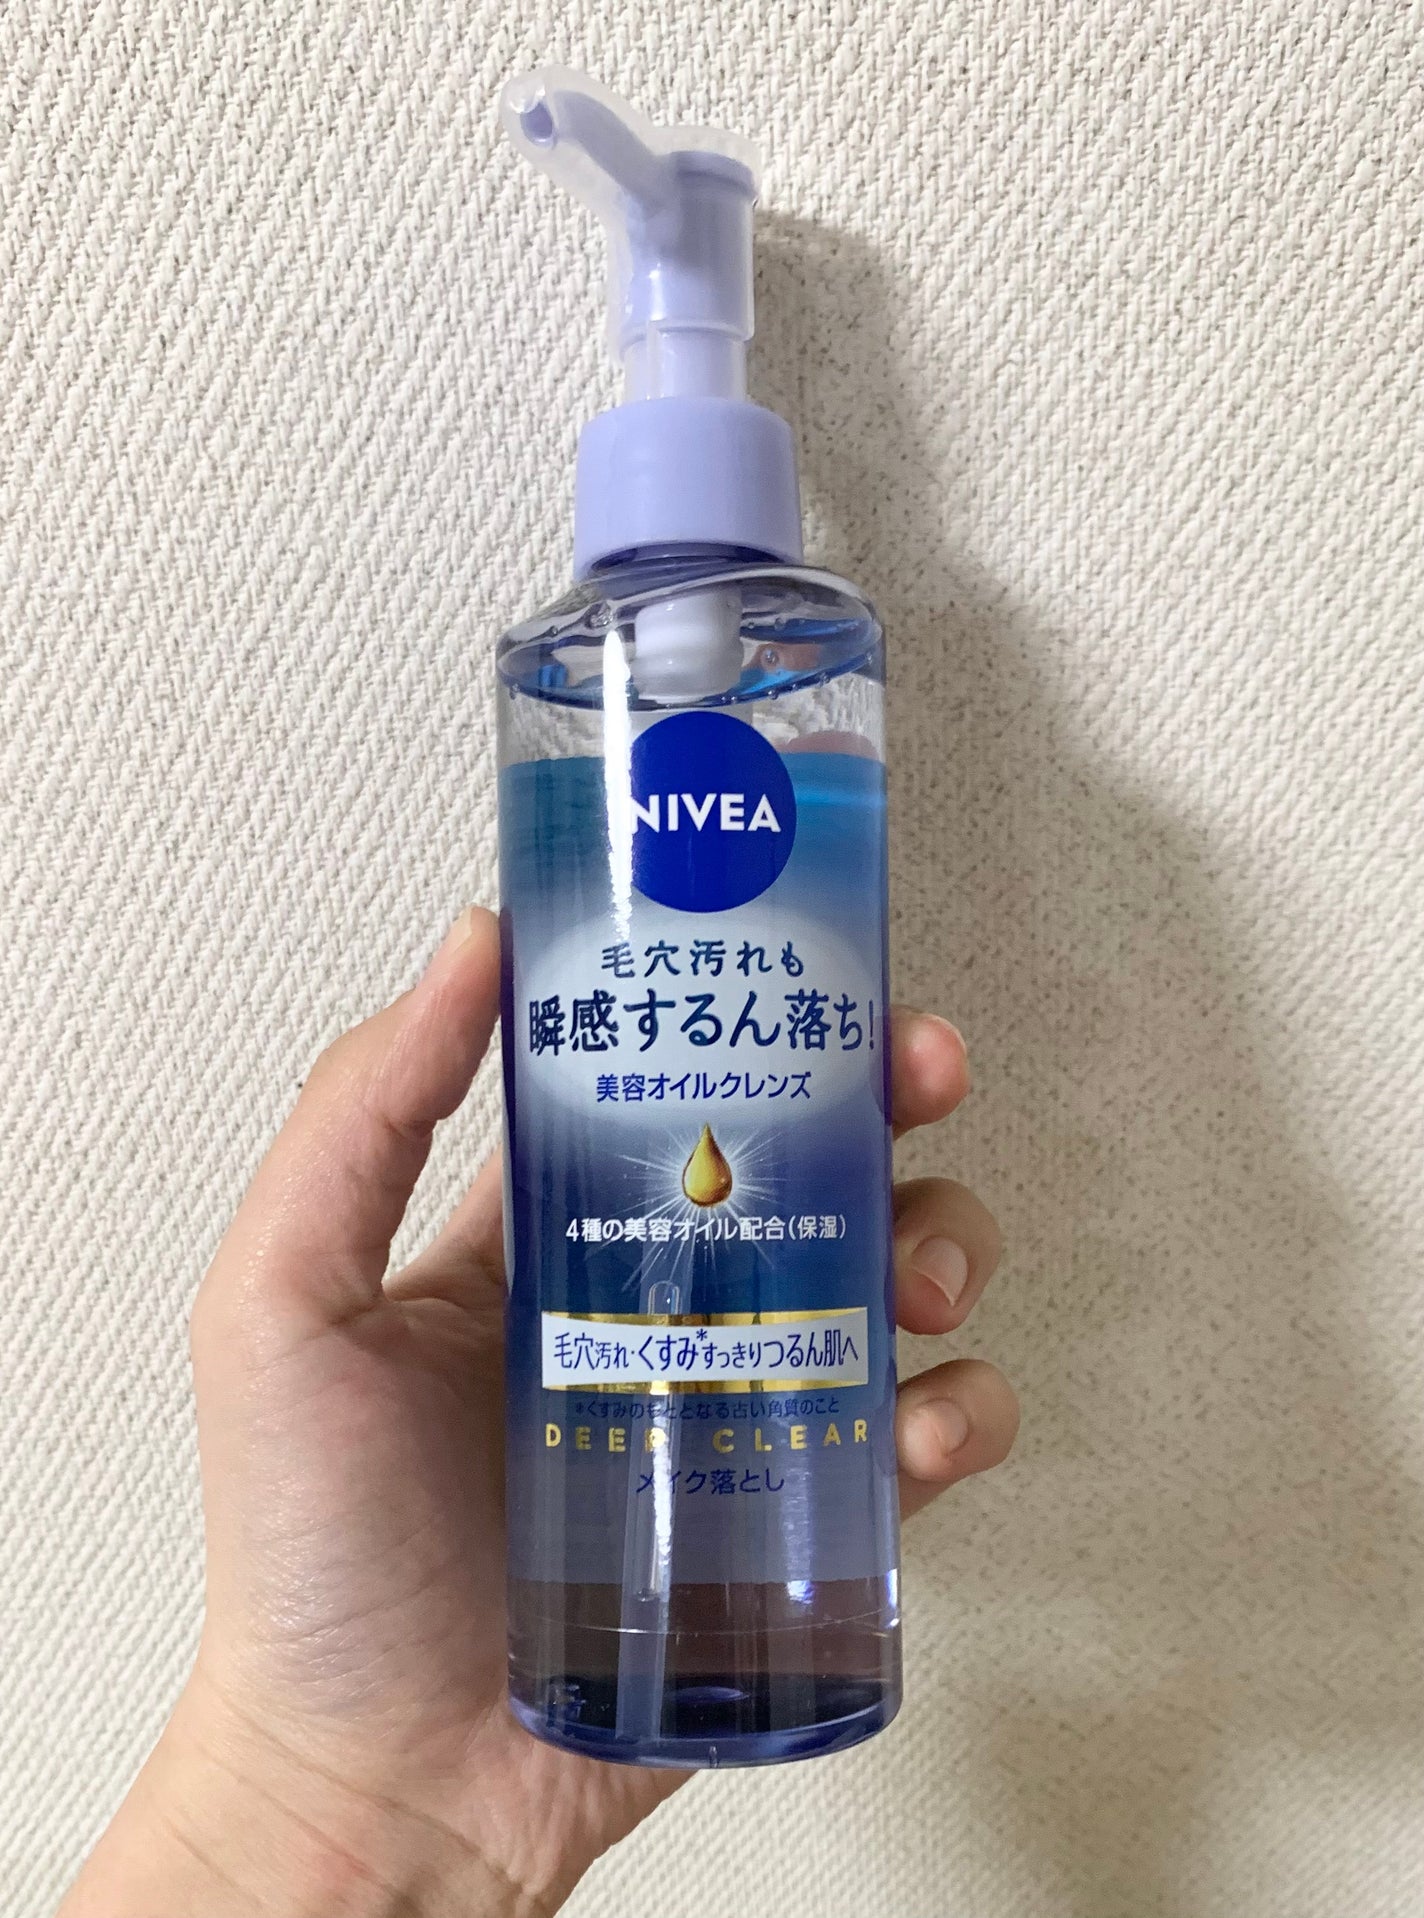 NIVEA
毛穴汚れも
瞬感するん落ち!
美容オイルクレンズ
4種の美容オイル配合(保湿)
毛穴汚れ・くすみ*すっきりつるん肌へ
*くすみのもととなる古い角質のこと
DEEP CLEAR
メイク落とし